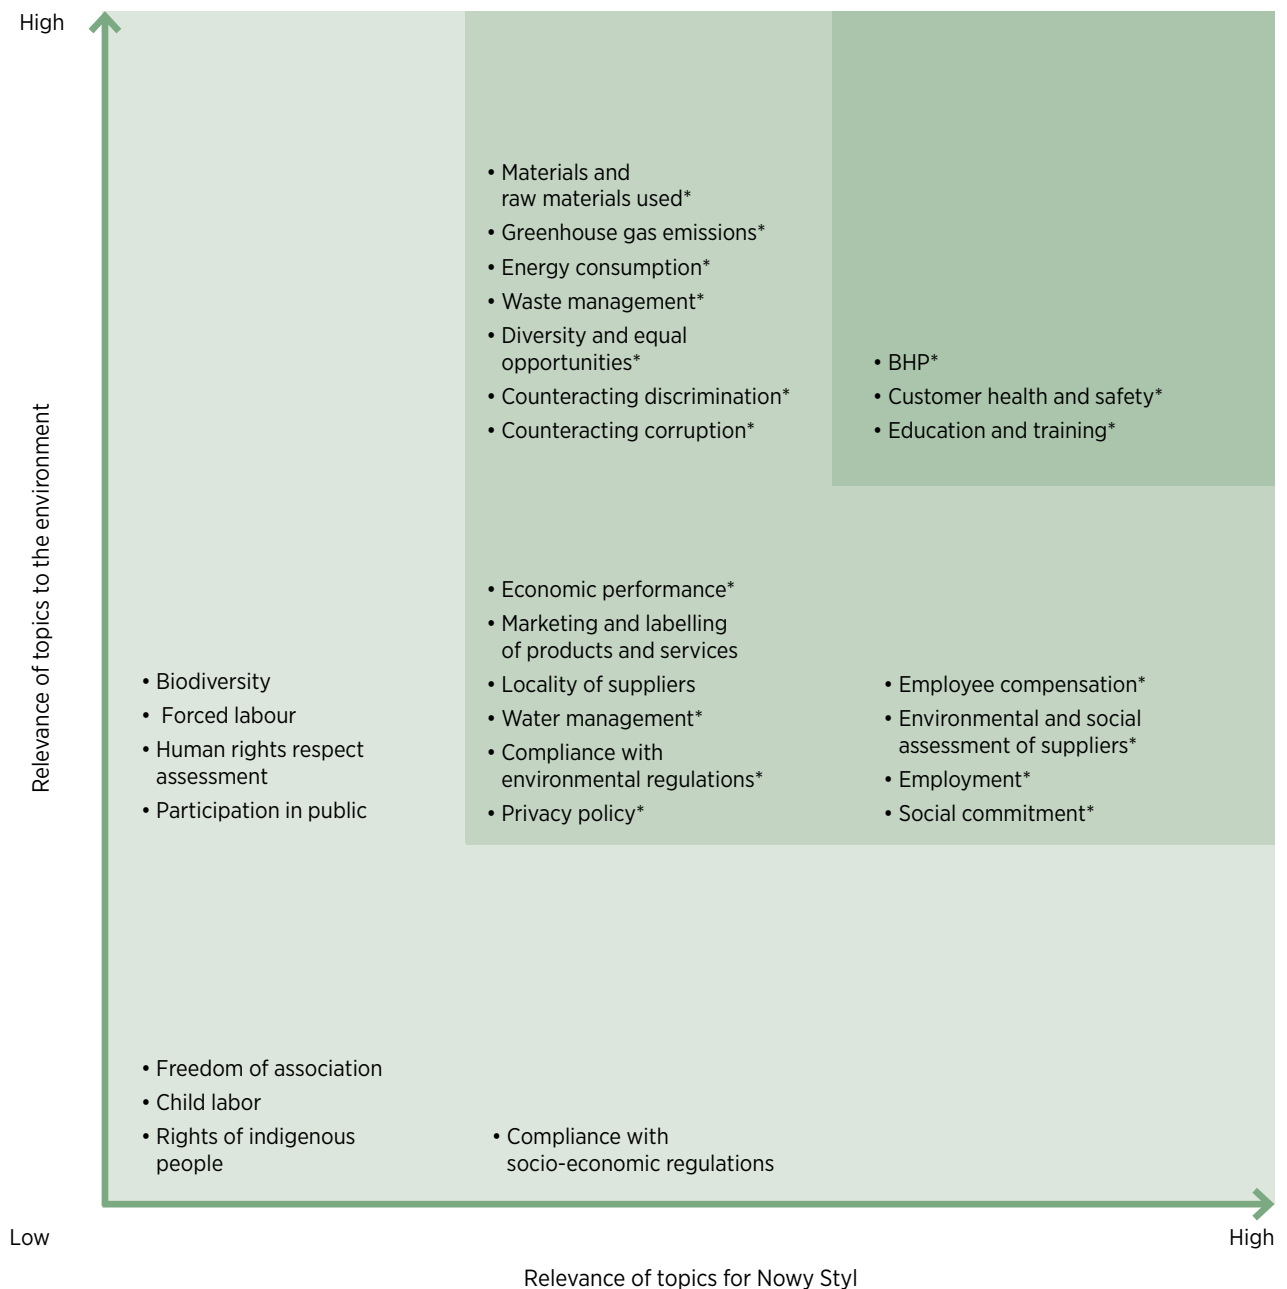 High
Relevance of topics to the environment
• Materials and
raw materials used*
• Greenhouse gas emissions*
• Energy consumption*
• Waste management*
• Diversity and equal
opportunities*
• Counteracting discrimination*
• Counteracting corruption*
• BHP*
• Customer health and safety*
• Education and training*
• Biodiversity
• Forced labour
• Human rights respect
assessment
• Participation in public
• Economic performance*
• Marketing and labelling
of products and services
• Locality of suppliers
• Water management*
• Compliance with
environmental regulations*
• Privacy policy*
• Employee compensation*
• Environmental and social
assessment of suppliers*
• Employment*
• Social commitment*
• Freedom of association
• Child labor
• Rights of indigenous
people
• Compliance with
socio-economic regulations
Low
High
Relevance of topics for Nowy Styl